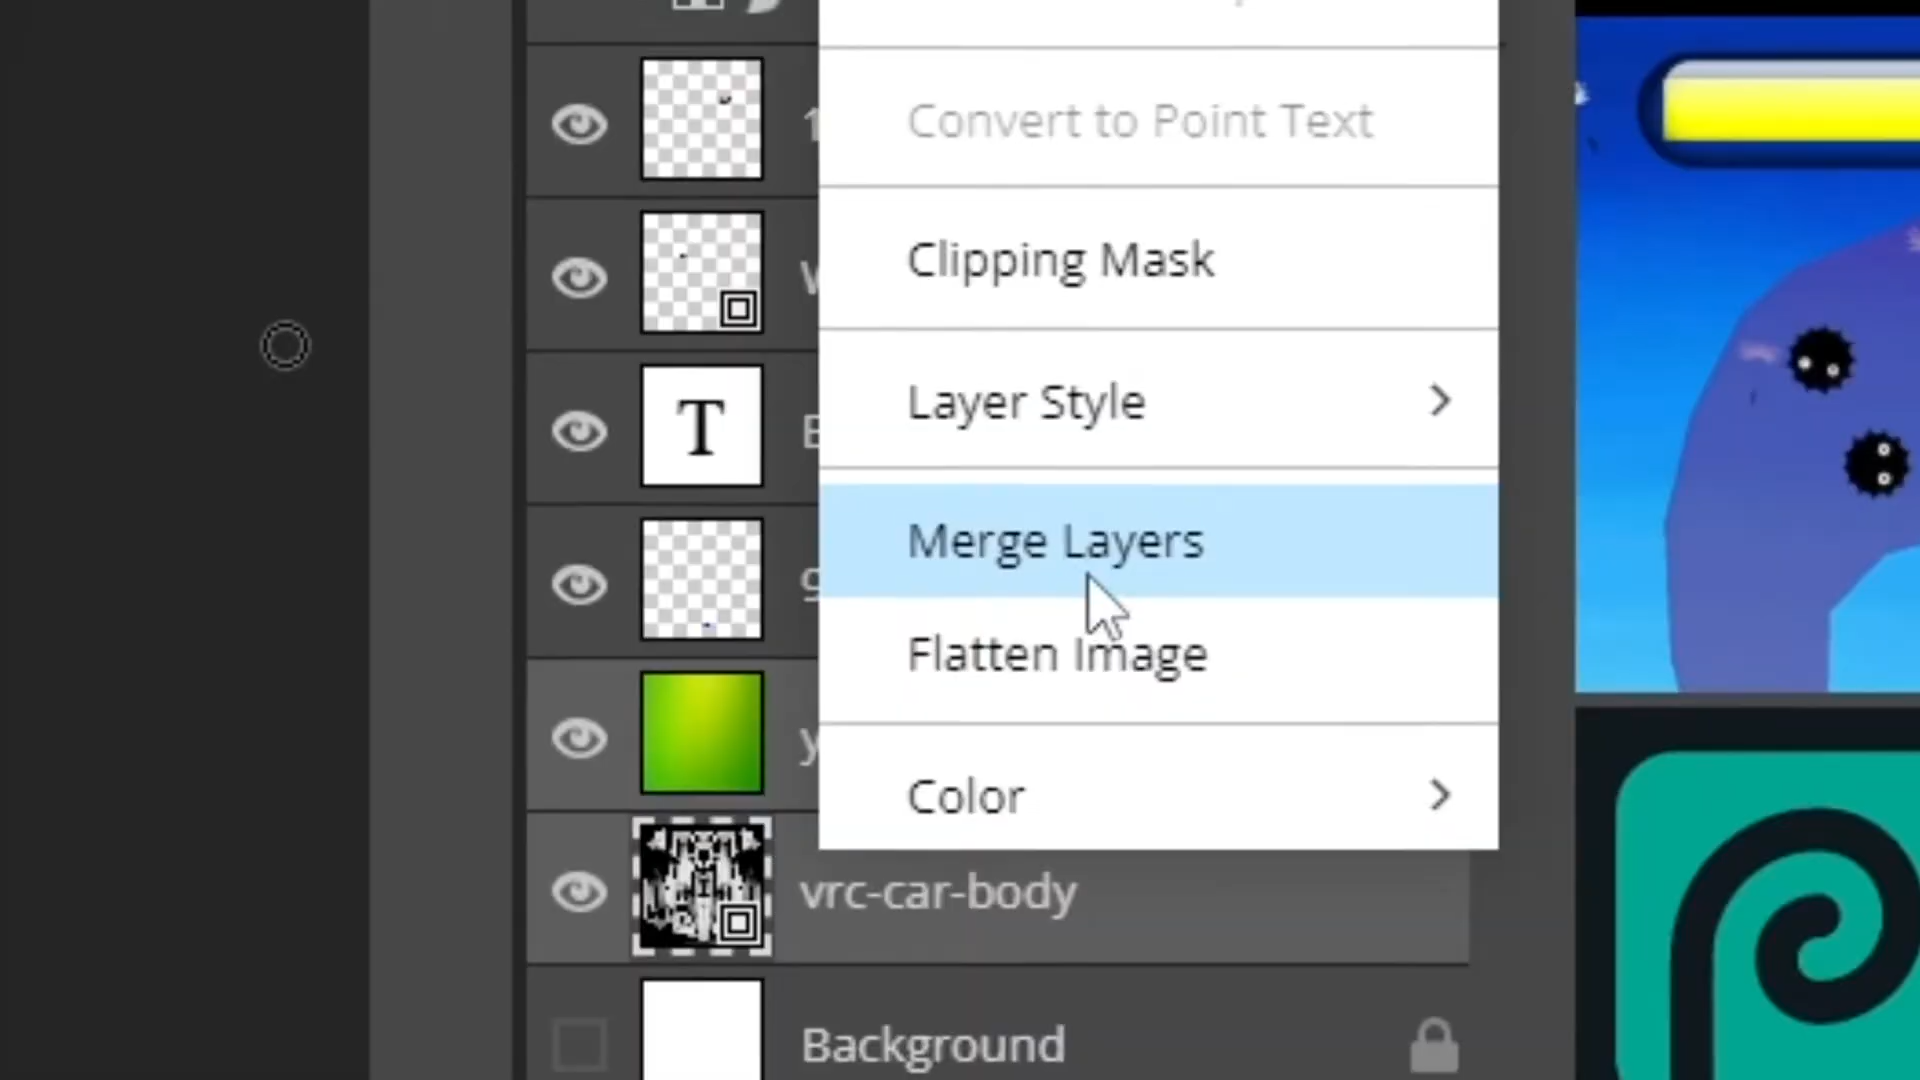 Convert to Point Text
Clipping Mask
Layer Style
Merge Layers
Flatten Image
Color
T
vrc-car-body
Background